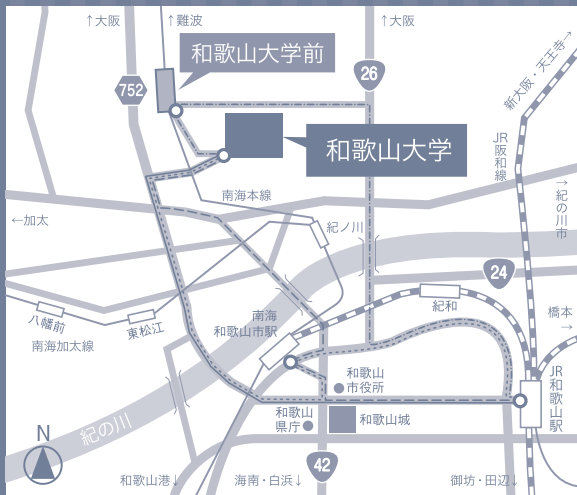 ↑大阪
↑難波
↑大阪
和歌山大学前
新大阪・天王寺→
26
752
和歌山大学
JR
阪和線
→紀の川市
南海本線
←加太
紀ノ川
24
紀和
橋本
↓
八幡前
東松江
南海加太線
南海
和歌山市駅
和歌山
市役所
JR
和歌山駅
和歌山
県庁
和歌山城
紀の川
N
42
和歌山港↓
海南・白浜↓
御坊・田辺↓